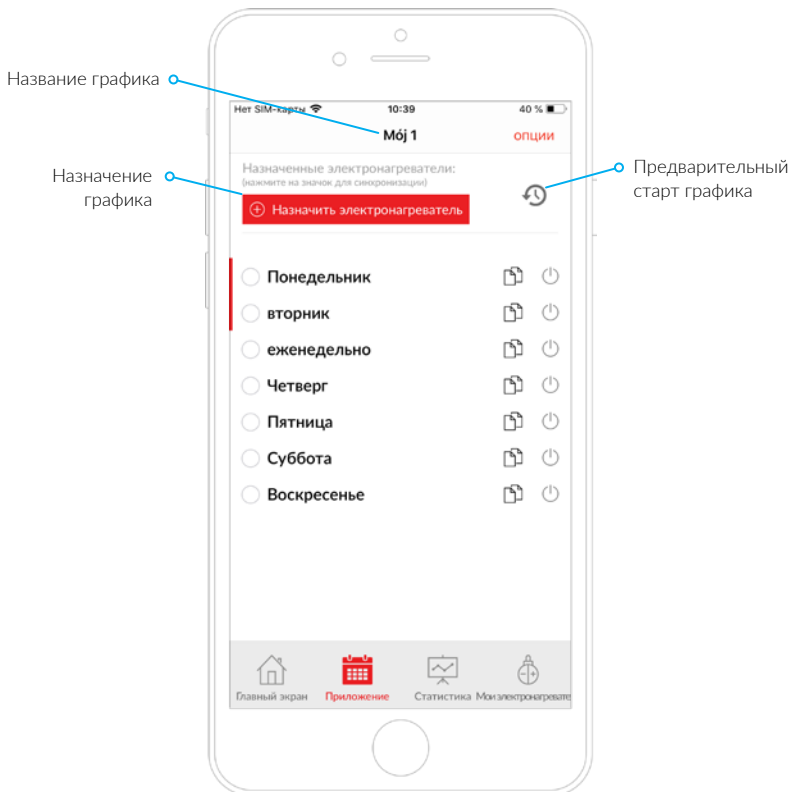 Название графика
Нет SIM-карты 10:39 40 %
Mój 1 опции
Назначение
графика
Назначенные электронагреватели:
(нажмите на значок для синхронизации)
Назначить электронагреватель
Предварительный
старт графика
Понедельник
вторник
еженедельно
Четверг
Пятница
Суббота
Воскресенье
Главный экран Приложение Статистика Мои электронагревате